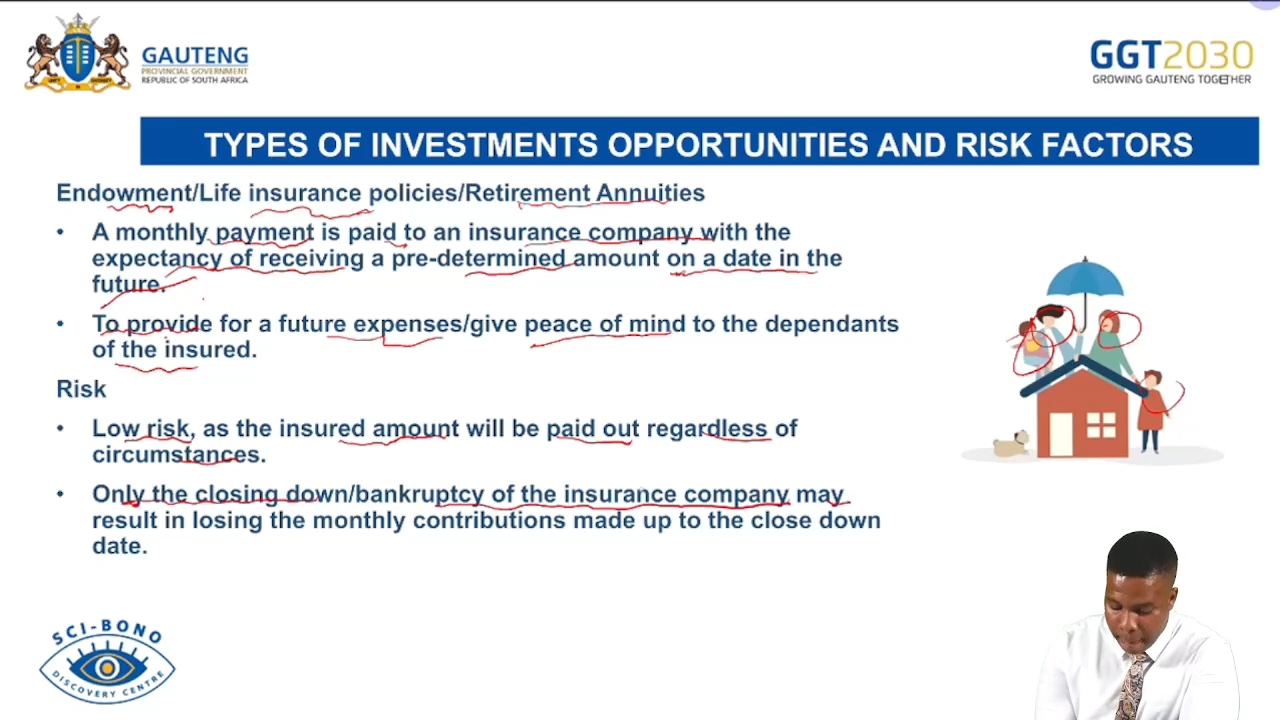 GAUTENG
PROVINCIAL GOVERNMENT
REPUBLIC OF SOUTH AFRICA
GGT2030
GROWING GAUTENG TOGETHER
TYPES OF INVESTMENTS OPPORTUNITIES AND RISK FACTORS
Endowment/Life insurance policies/Retirement Annuities
• A monthly payment is paid to an insurance company with the
expectancy of receiving a pre-determined amount on a date in the
future.
• To provide for a future expenses/give peace of mind to the dependants
of the insured.
Risk
• Low risk, as the insured amount will be paid out regardless of
circumstances.
• Only the closing down/bankruptcy of the insurance company may
result in losing the monthly contributions made up to the close down
date.
SCI-BONO
DISCOVERY CENTRE